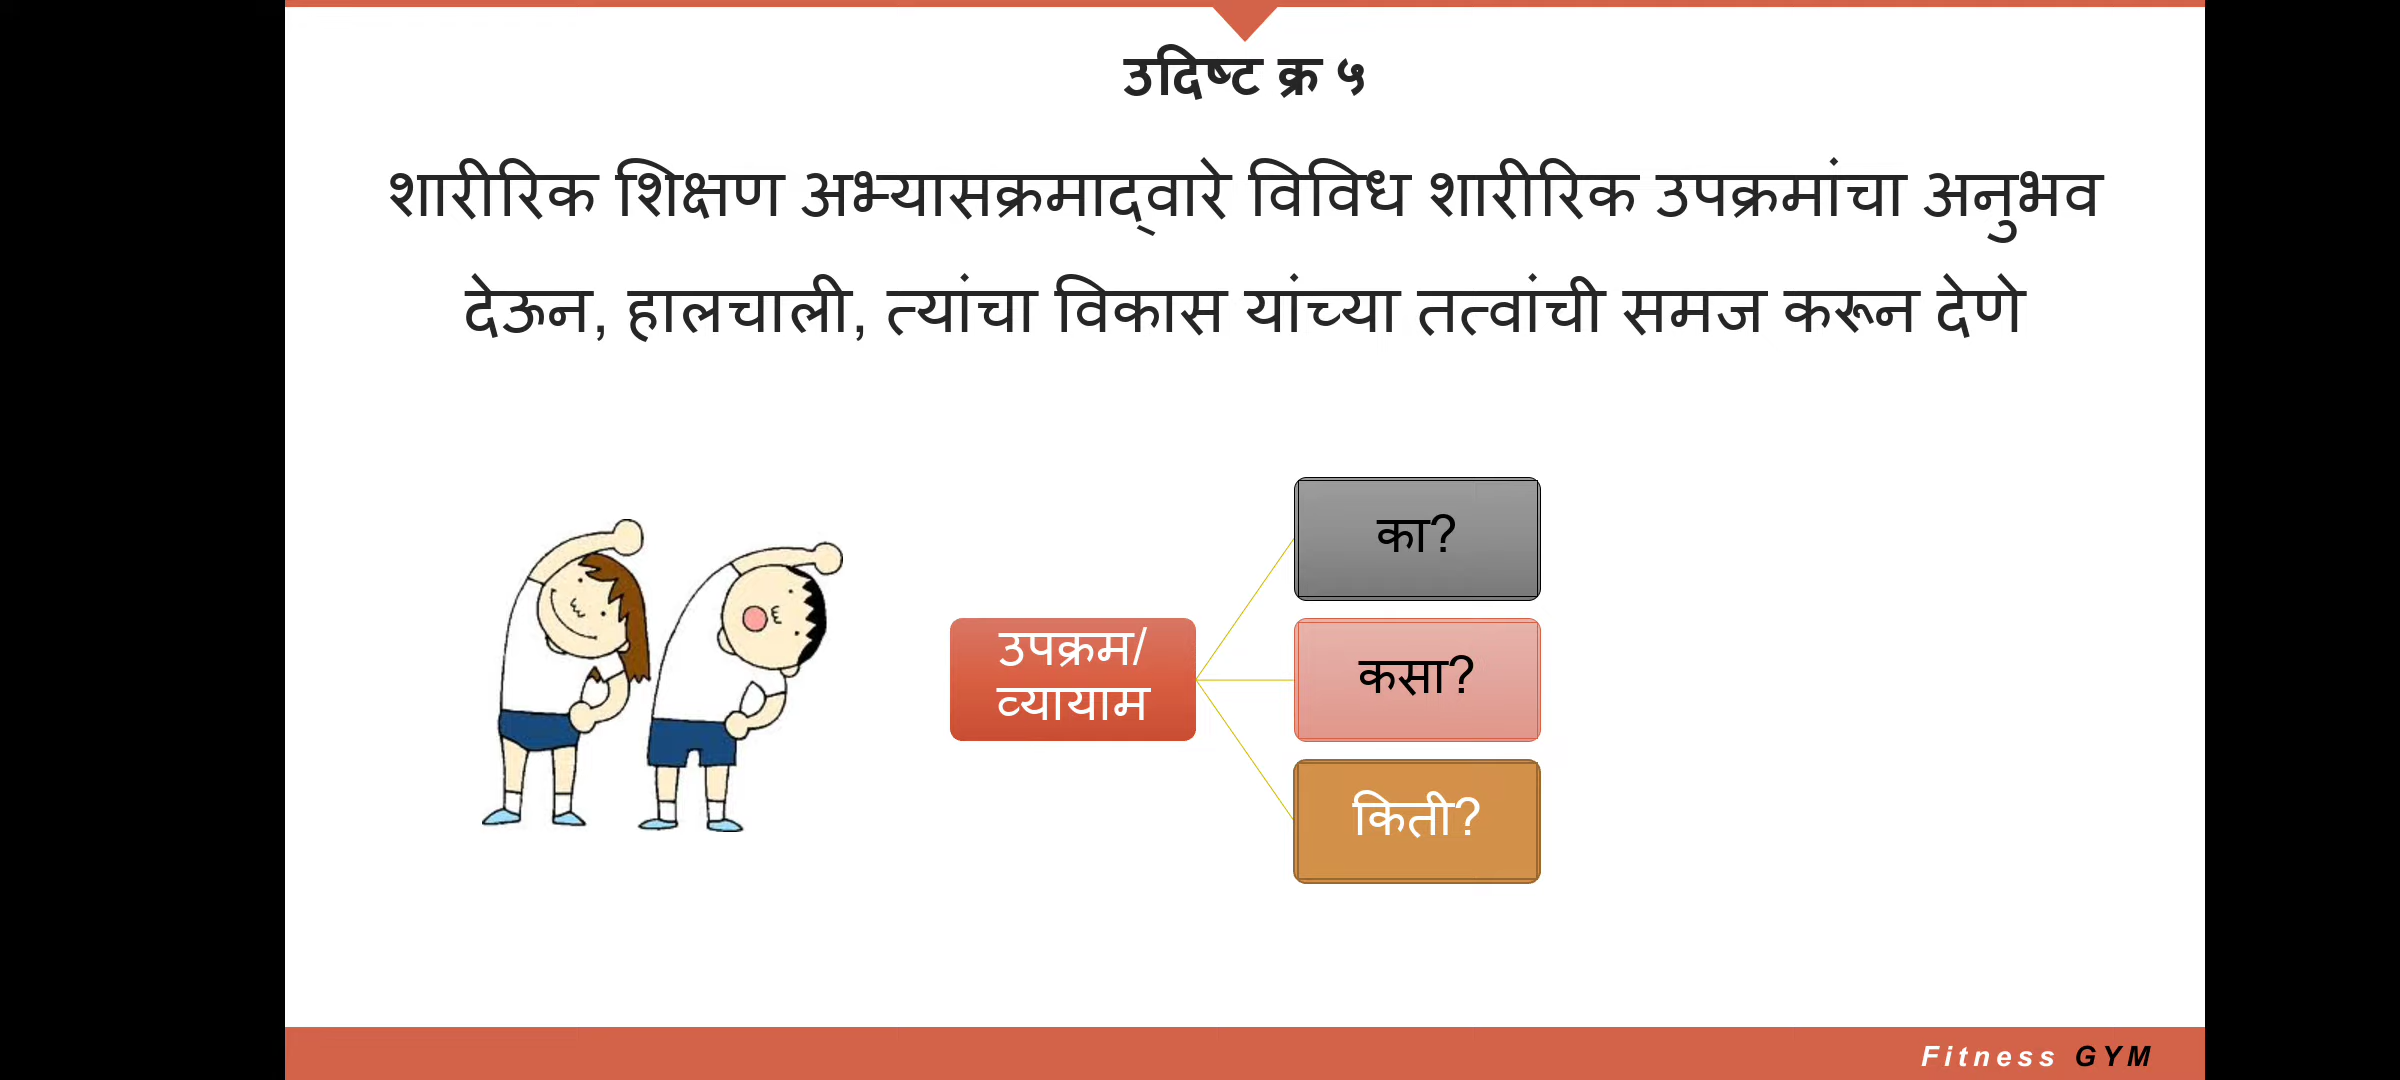 उदिष्ट क्र ५
शारीरिक शिक्षण अभ्यासक्रमाद्‌वारे विविध शारीरिक उपक्रमांचा अनुभव
देऊन, हालचाली, त्यांचा विकास यांच्या तत्वांची समज करून देणे
उपक्रम/
व्यायाम
का?
कसा?
किती?
Fitness GYM